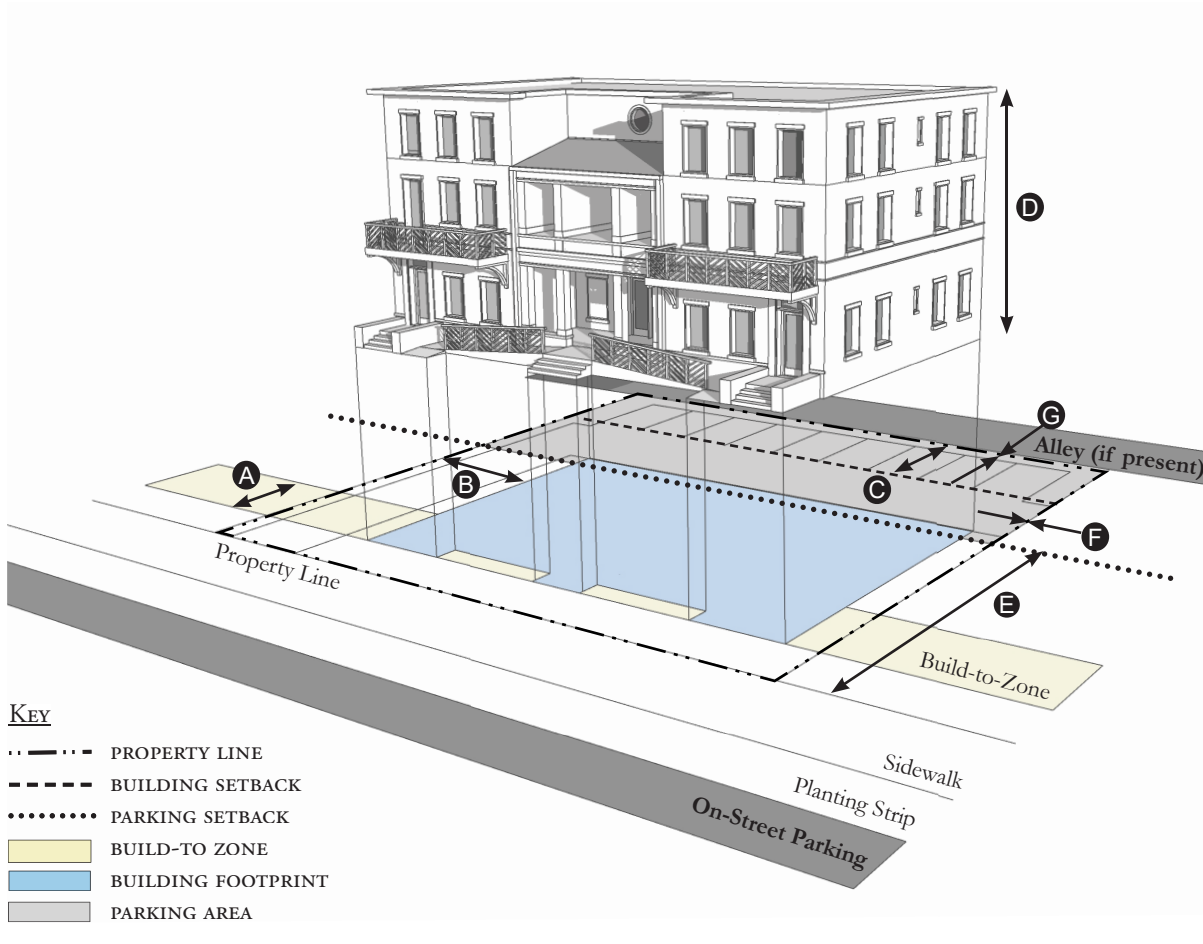 D
G
Alley (if present)
A
B
C
F
Property Line
E
Build-to-Zone
Sidewalk
Planting Strip
On-Street Parking
KEY
PROPERTY LINE
BUILDING SETBACK
PARKING SETBACK
BUILD-TO ZONE
BUILDING FOOTPRINT
PARKING AREA